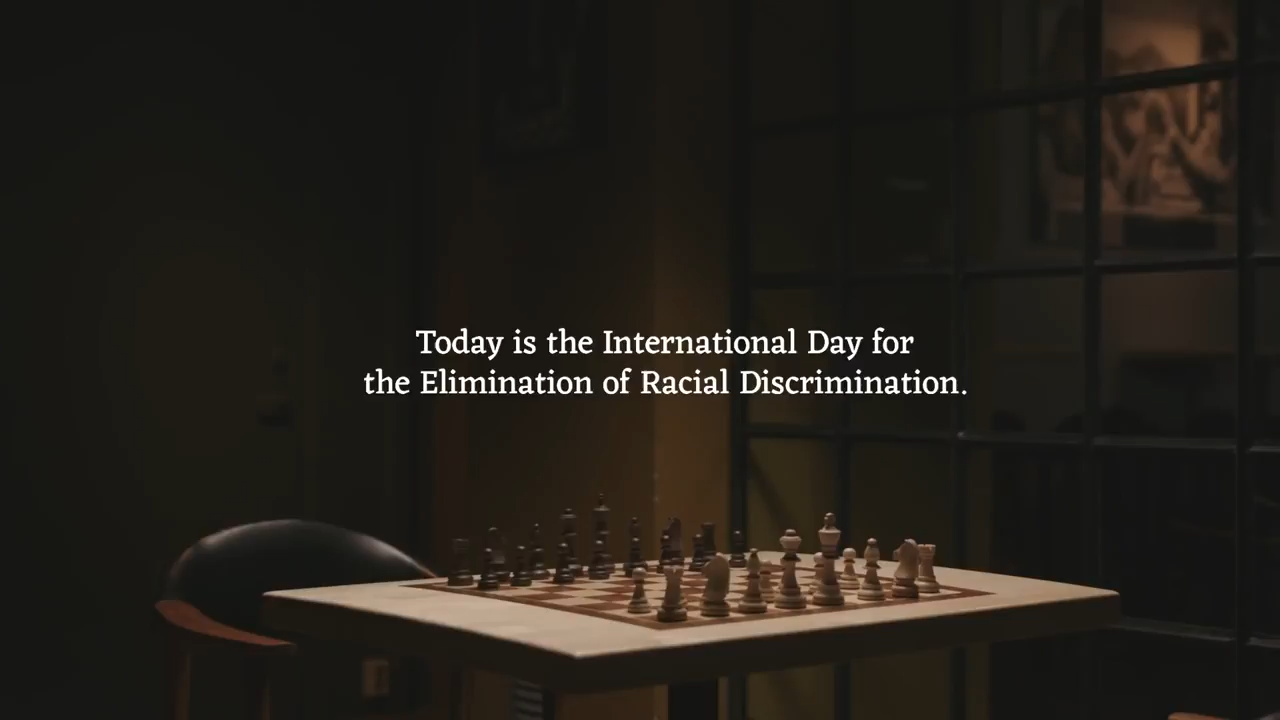 Today is the International Day for
the Elimination of Racial Discrimination.